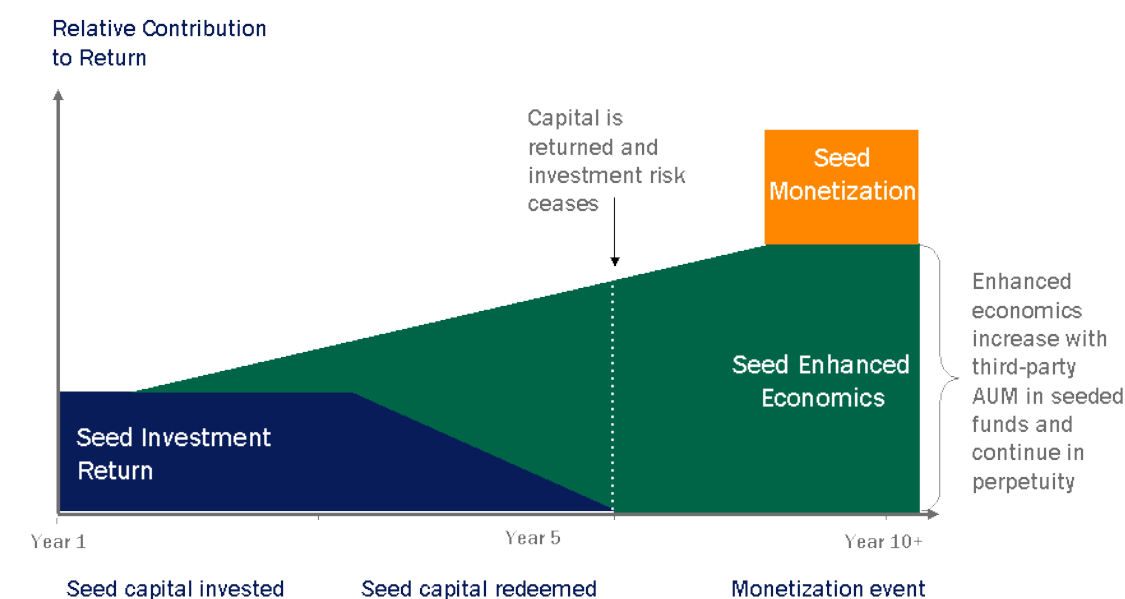 Relative Contribution
to Return
Capital is
returned and
investment risk
ceases
Seed
Monetization
Enhanced
economics
increase with
third-party
AUM in seeded
funds and
continue in
perpetuity
Seed Enhanced
Economics
Seed Investment
Return
Year 1
Year 5
Year 10+
Seed capital invested
Seed capital redeemed
Monetization event